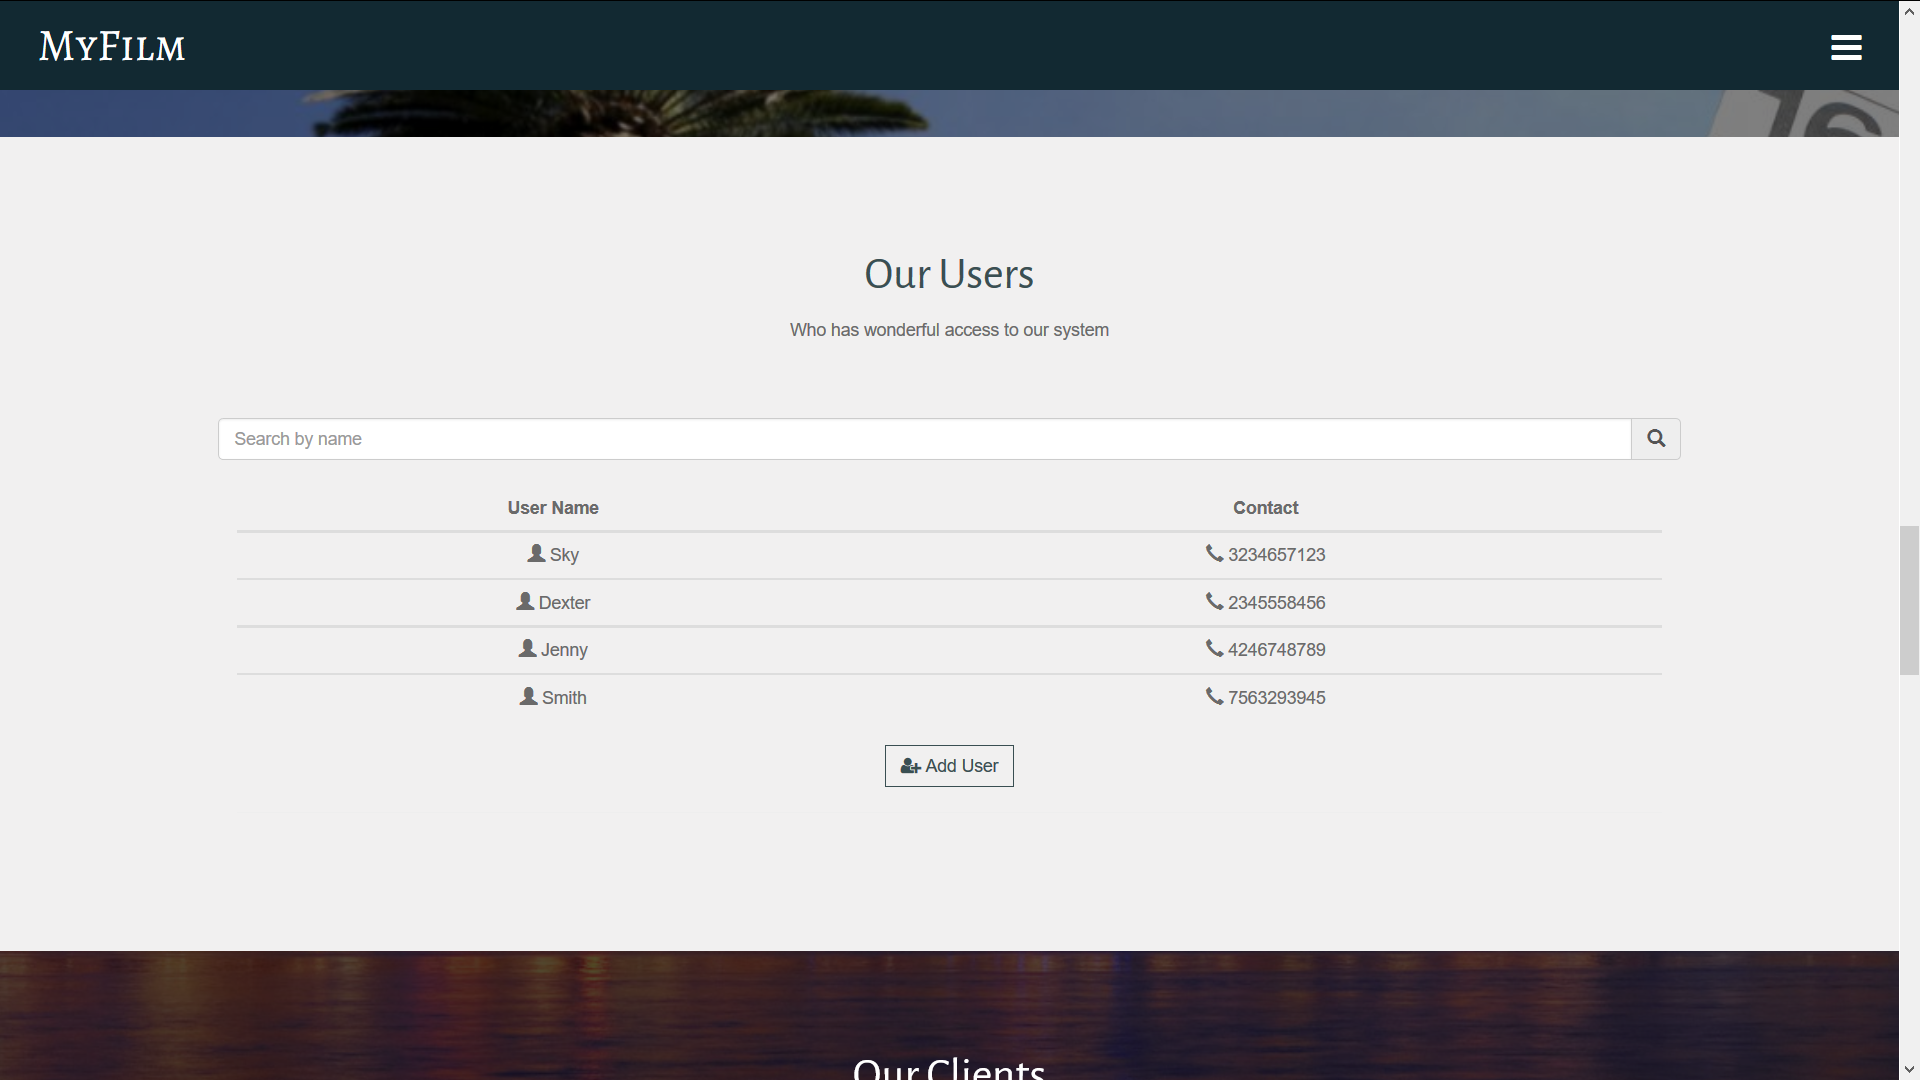 MyFilm
Our Users
Who has wonderful access to our system
Search by name
User Name Contact
Sky 3234657123
Dexter 2345558456
Jenny 4246748789
Smith 7563293945
Add User
Our Clients